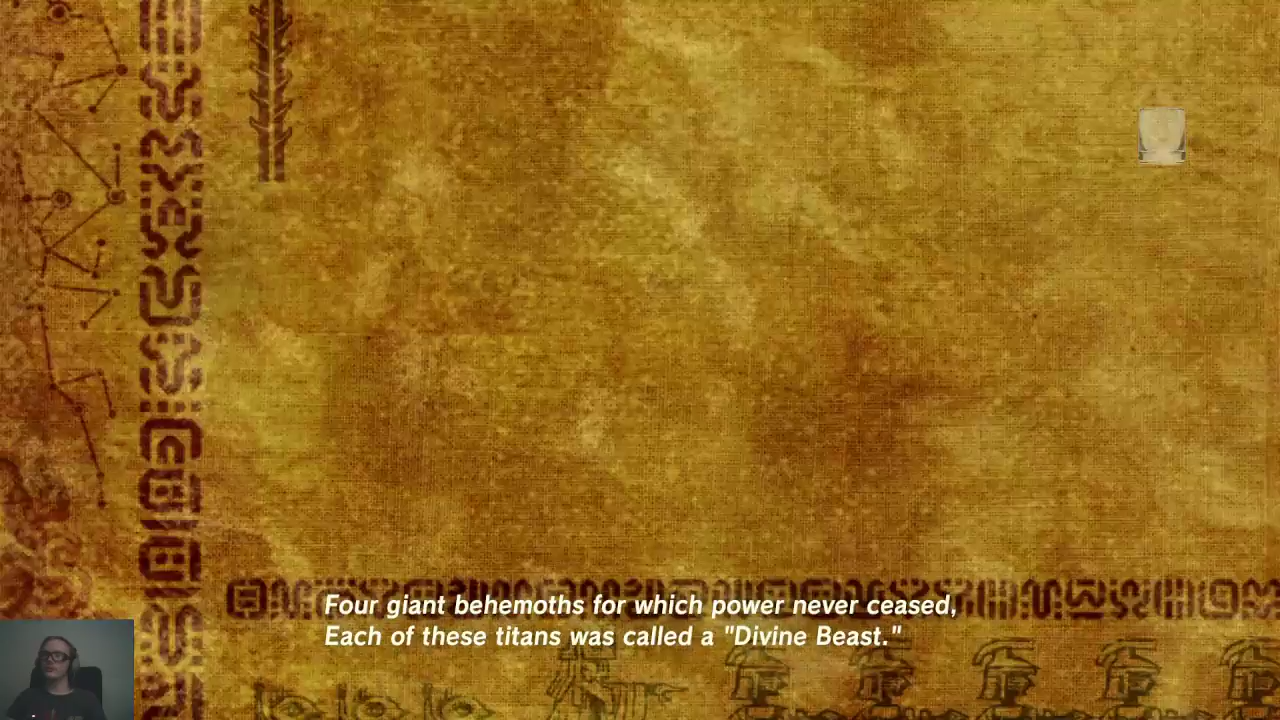 Four giant behemoths for which power never ceased,
Each of these titans was called a "Divine Beast."